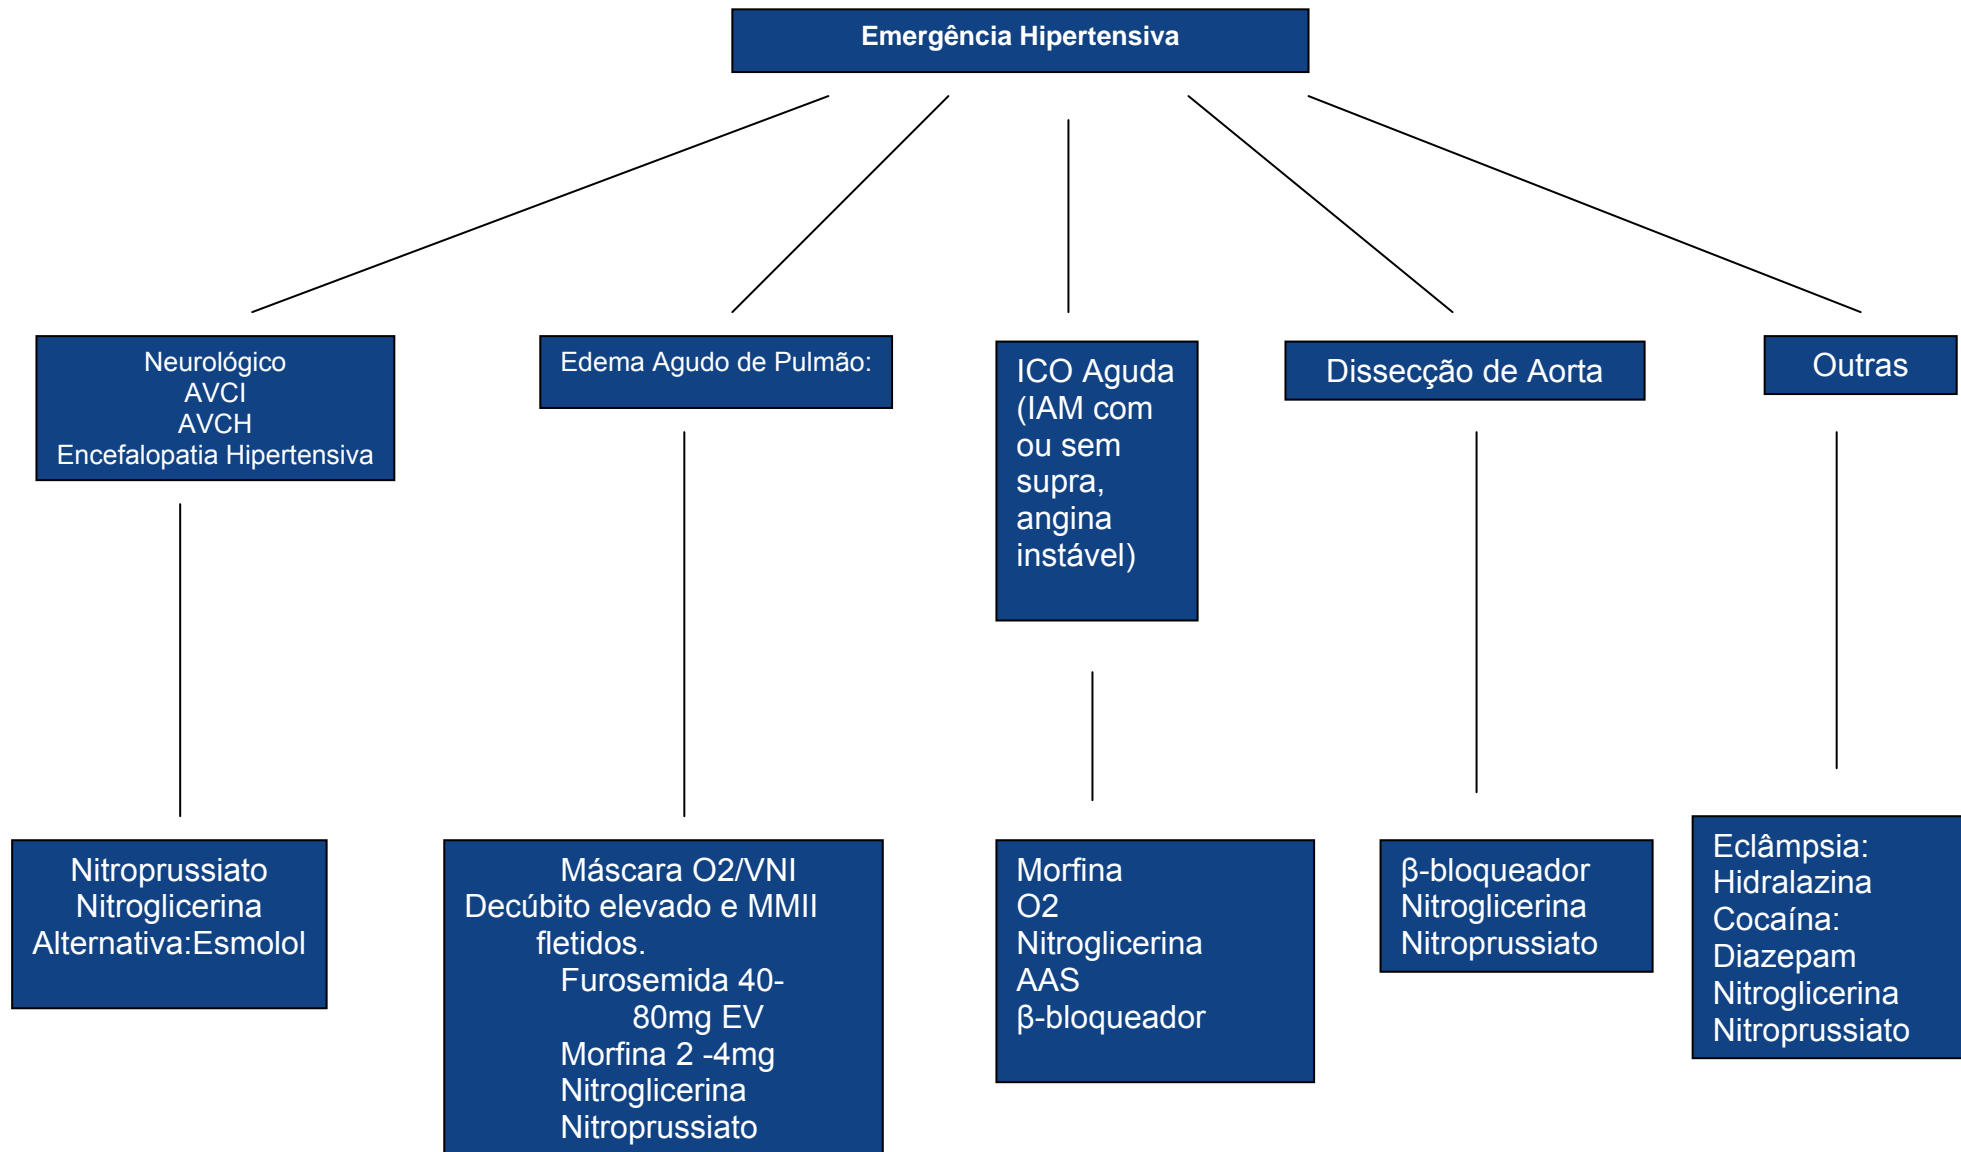 Emergência Hipertensiva
Neurológico
AVCI
AVCH
Encefalopatia Hipertensiva
Edema Agudo de Pulmão:
ICO Aguda
(IAM com
ou sem
supra,
angina
instável)
Dissecção de Aorta
Outras
Nitroprussiato
Nitroglicerina
Alternativa:Esmolol
Máscara O2/VNI
Decúbito elevado e MMII
fletidos.
Furosemida 40-
80mg EV
Morfina 2 -4mg
Nitroglicerina
Nitroprussiato
Morfina
O2
Nitroglicerina
AAS
β-bloqueador
β-bloqueador
Nitroglicerina
Nitroprussiato
Eclâmpsia:
Hidralazina
Cocaína:
Diazepam
Nitroglicerina
Nitroprussiato